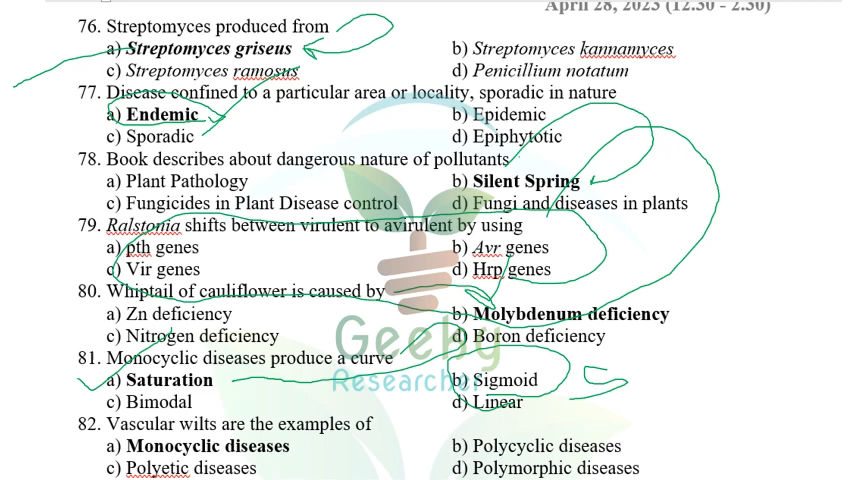 April 28, 2023 (12.30 - 2.30)
76. Streptomyces produced from
a) Streptomyces griseus b) Streptomyces kannamyces
c) Streptomyces ramosus d) Penicillium notatum
77. Disease confined to a particular area or locality, sporadic in nature
a) Endemic b) Epidemic
c) Sporadic d) Epiphytotic
78. Book describes about dangerous nature of pollutants
a) Plant Pathology b) Silent Spring
c) Fungicides in Plant Disease control d) Fungi and diseases in plants
79. Ralstonia shifts between virulent to avirulent by using
a) pth genes b) Avr genes
c) Vir genes d) Hrp genes
80. Whiptail of cauliflower is caused by
a) Zn deficiency b) Molybdenum deficiency
c) Nitrogen deficiency d) Boron deficiency
Geeky
81. Monocyclic diseases produce a curve
a) Saturation b) Sigmoid
Researcher
c) Bimodal d) Linear
82. Vascular wilts are the examples of
a) Monocyclic diseases b) Polycyclic diseases
c) Polyetic diseases d) Polymorphic diseases